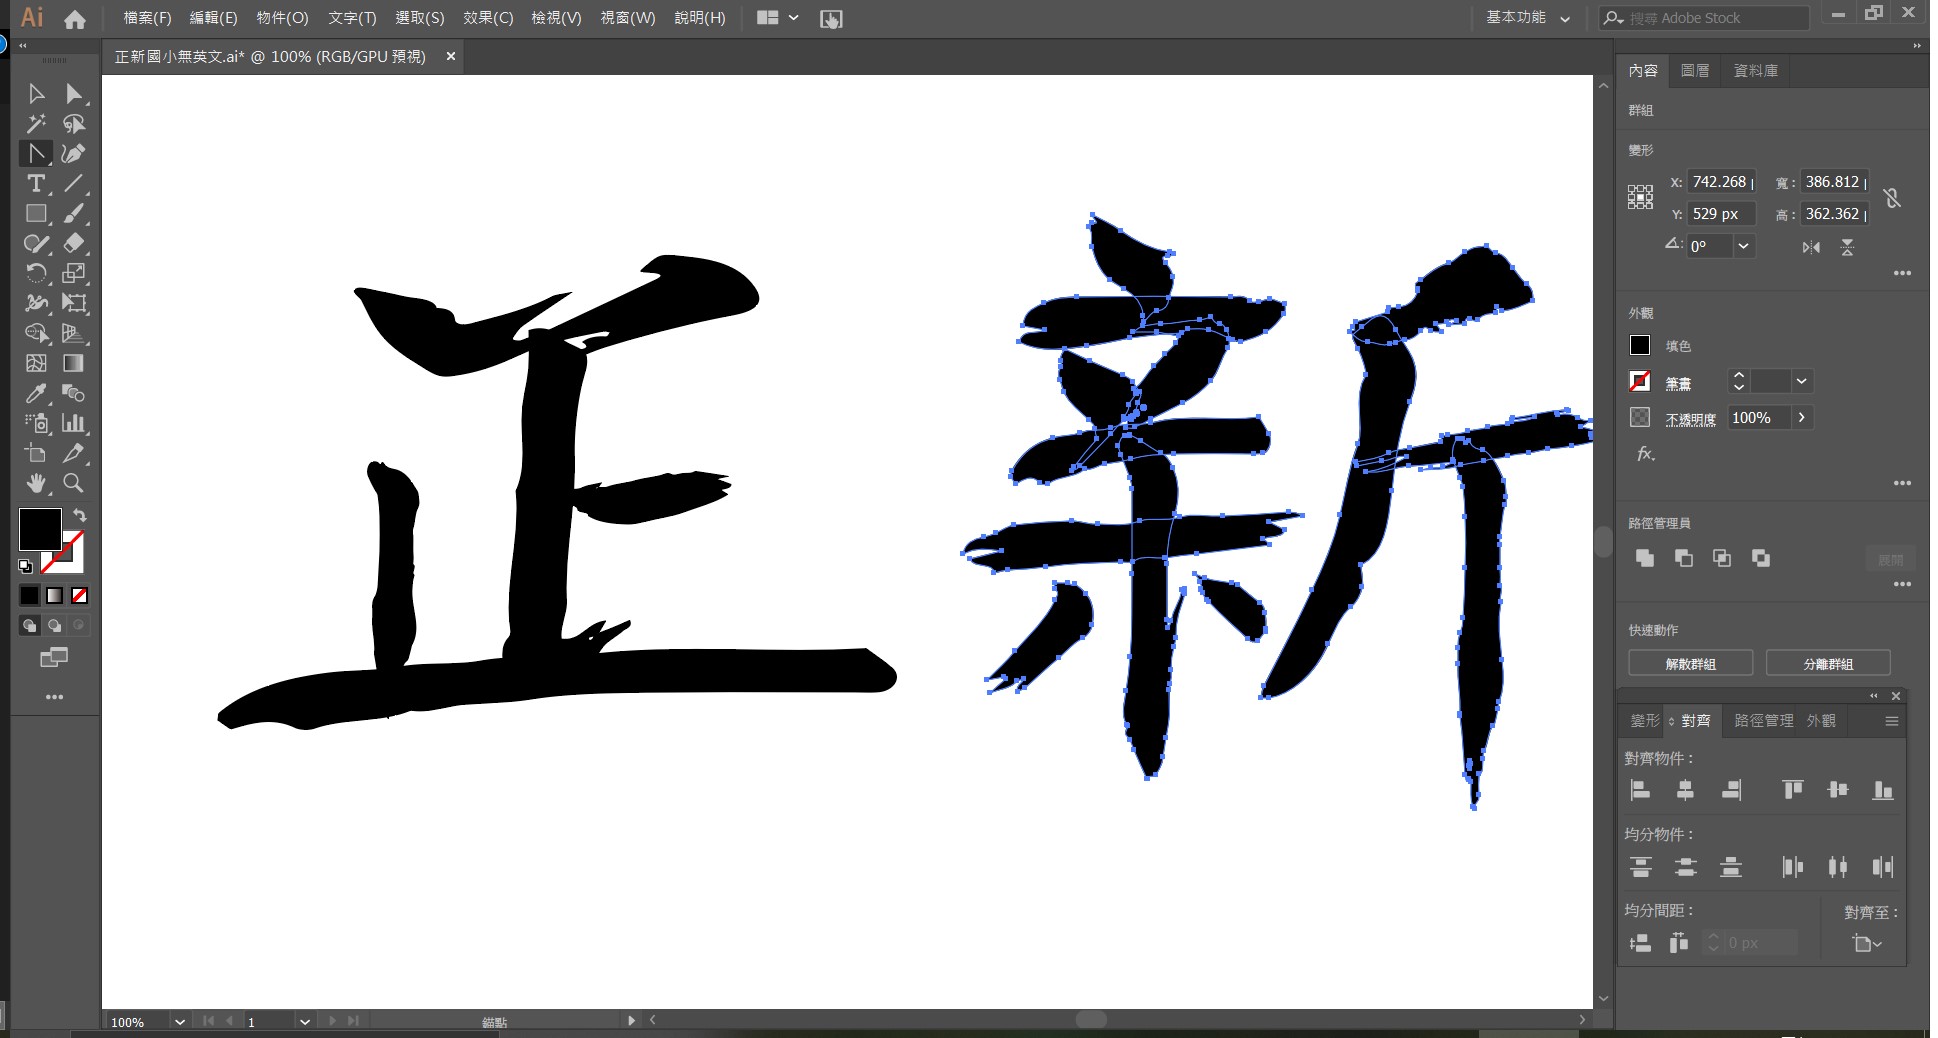 Ai 檔案(F) 編輯(E) 物件(O) 文字(T) 選取(S) 效果(C) 檢視(V) 視窗(W) 說明(H) 基本功能 搜尋 Adobe Stock
正新國小無英文.ai* @ 100% (RGB/GPU 預視) ×
正新
內容 圖層 資料庫
群組
變形
X: 742.268 寬: 386.812
Y: 529 px 高: 362.362
0°
外觀
填色
筆畫
不透明度 100%
fx.
路徑管理員
展開
快速動作
解散群組 分離群組
變形 對齊 路徑管理 外觀
對齊物件:
均分物件:
均分間距: 對齊至:
0 px
100% 1 錨點